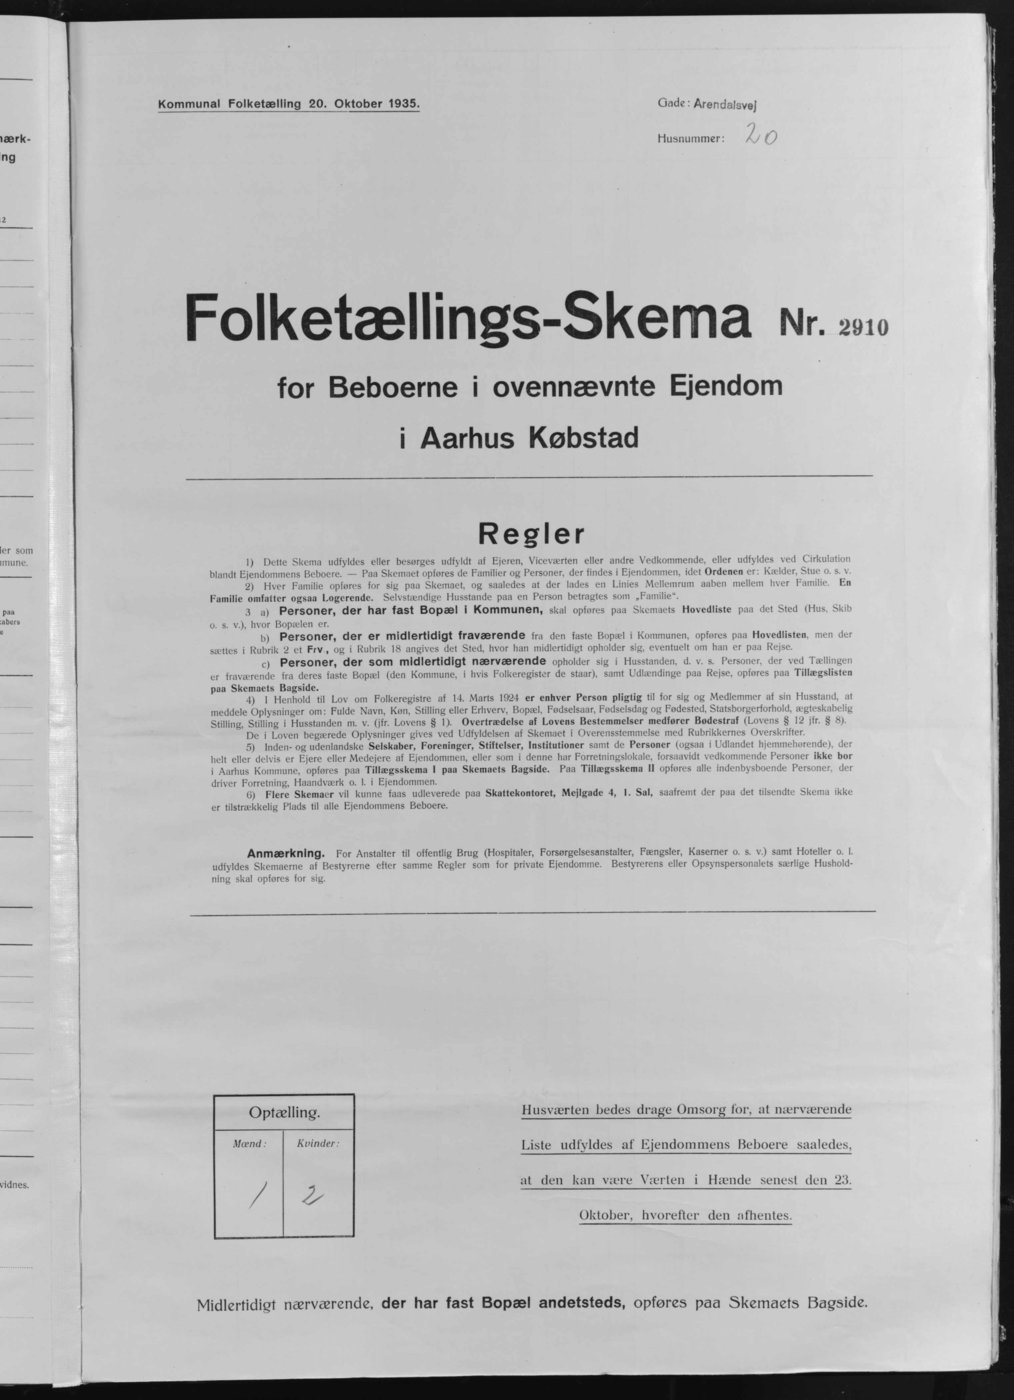 Kommunal Folketælling 20. Oktober 1935.
Gade: Arendalsvej
Husnummer: 20
Folketællings-Skema Nr. 2910
for Beboerne i ovennævnte Ejendom
i Aarhus Købstad
Regler
1) Dette Skema udfyldes eller besørges udfyldt af Ejeren, Viceværten eller andre Vedkommende, eller udfyldes ved Cirkulation
blandt Ejendommens Beboere. — Paa Skemaet opføres de Familier og Personer, der findes i Ejendommen, idet Ordenen er: Kælder, Stue o. s. v.
2) Hver Familie opføres for sig paa Skemaet, og saaledes at der lades en Linies Mellemrum aaben mellem hver Familie. En
Familie omfatter ogsaa Logerende. Selvstændige Husstande paa en Person betragtes som „Familie“.
3 a) Personer, der har fast Bopæl i Kommunen, skal opføres paa Skemaets Hovedliste paa det Sted (Hus, Skib
o. s. v.), hvor Bopælen er.
b) Personer, der er midlertidigt fraværende fra den faste Bopæl i Kommunen, opføres paa Hovedlisten, men der
sættes i Rubrik 2 et Frv., og i Rubrik 18 angives det Sted, hvor han midlertidigt opholder sig, eventuelt om han er paa Rejse.
c) Personer, der som midlertidigt nærværende opholder sig i Husstanden, d. v. s. Personer, der ved Tællingen
er fraværende fra deres faste Bopæl (den Kommune, i hvis Folkeregister de staar), samt Udlændinge paa Rejse, opføres paa Tillægslisten
paa Skemaets Bagside.
4) I Henhold til Lov om Folkeregistre af 14. Marts 1924 er enhver Person pligtig til for sig og Medlemmer af sin Husstand, at
meddele Oplysninger om: Fulde Navn, Køn, Stilling eller Erhverv, Bopæl, Fødselsaar, Fødselsdag og Fødested, Statsborgerforhold, ægteskabelig
Stilling, Stilling i Husstanden m. v. (jfr. Lovens § 1). Overtrædelse af Lovens Bestemmelser medfører Bødestraf (Lovens § 12 jfr. § 8).
De i Loven begærede Oplysninger gives ved Udfyldelsen af Skemaet i Overensstemmelse med Rubrikkernes Overskrifter.
5) Inden- og udenlandske Selskaber, Foreninger, Stiftelser, Institutioner samt de Personer (ogsaa i Udlandet hjemmehørende), der
helt eller delvis er Ejere eller Medejere af Ejendommen, eller som i denne har Forretningslokale, forsaavidt vedkommende Personer ikke bor
i Aarhus Kommune, opføres paa Tillægsskema I paa Skemaets Bagside. Paa Tillægsskema II opføres alle indenbysboende Personer, der
driver Forretning, Haandværk o. l. i Ejendommen.
6) Flere Skemaer vil kunne faas udleverede paa Skattekontoret, Mejlgade 4, 1. Sal, saafremt der paa det tilsendte Skema ikke
er tilstrækkelig Plads til alle Ejendommens Beboere.
Anmærkning. For Anstalter til offentlig Brug (Hospitaler, Forsørgelsesanstalter, Fængsler, Kaserner o. s. v.) samt Hoteller o. l.
udfyldes Skemaerne af Bestyrerne efter samme Regler som for private Ejendomme. Bestyrerens eller Opsynspersonalets særlige Hushold-
ning skal opføres for sig.
Optælling.
Mænd: Kvinder:
1 2
Husværten bedes drage Omsorg for, at nærværende
Liste udfyldes af Ejendommens Beboere saaledes,
at den kan være Værten i Hænde senest den 23.
Oktober, hvorefter den afhentes.
Midlertidigt nærværende, der har fast Bopæl andetsteds, opføres paa Skemaets Bagside.